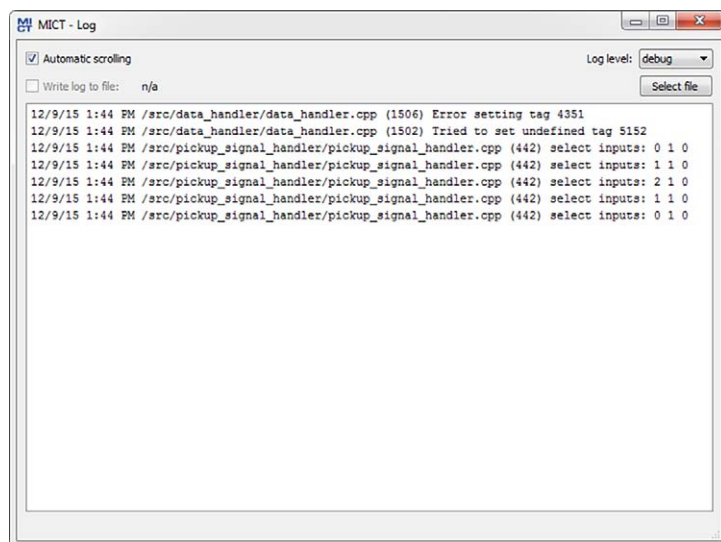 MICT MICT - Log
Automatic scrolling Log level: debug
Write log to file: n/a Select file
12/9/15 1:44 PM /src/data_handler/data_handler.cpp (1506) Error setting tag 4351
12/9/15 1:44 PM /src/data_handler/data_handler.cpp (1502) Tried to set undefined tag 5152
12/9/15 1:44 PM /src/pickup_signal_handler/pickup_signal_handler.cpp (442) select inputs: 0 1 0
12/9/15 1:44 PM /src/pickup_signal_handler/pickup_signal_handler.cpp (442) select inputs: 1 1 0
12/9/15 1:44 PM /src/pickup_signal_handler/pickup_signal_handler.cpp (442) select inputs: 2 1 0
12/9/15 1:44 PM /src/pickup_signal_handler/pickup_signal_handler.cpp (442) select inputs: 1 1 0
12/9/15 1:44 PM /src/pickup_signal_handler/pickup_signal_handler.cpp (442) select inputs: 0 1 0